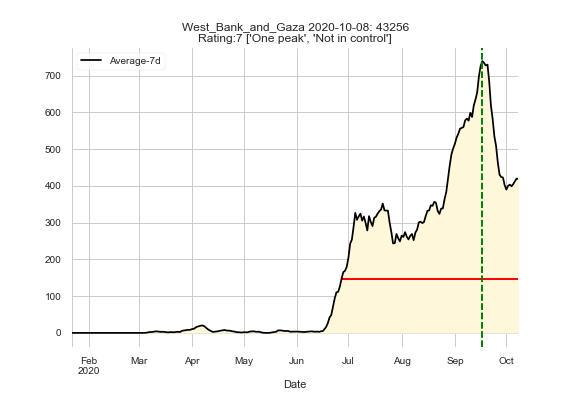 West_Bank_and_Gaza 2020-10-08: 43256
Rating:7 ['One peak', 'Not in control']
Average-7d
700
600
500
400
300
200
100
0
Feb Mar Apr May Jun Jul Aug Sep Oct
2020
Date